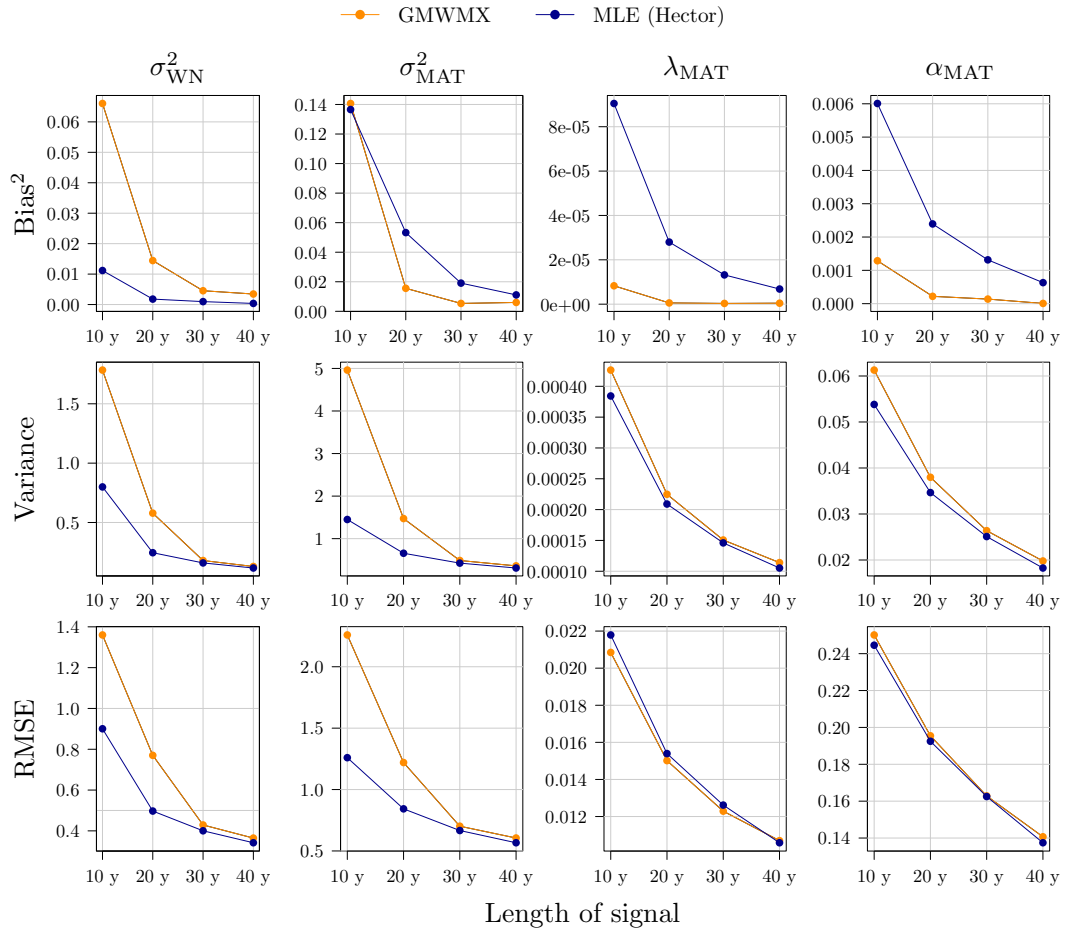 GMWMX MLE (Hector)
σ²_WN σ²_MAT λ_MAT α_MAT
Bias²
0.06
0.05
0.04
0.03
0.02
0.01
0.00
10 y 20 y 30 y 40 y
0.14
0.12
0.10
0.08
0.06
0.04
0.02
0.00
10 y 20 y 30 y 40 y
8e-05
6e-05
4e-05
2e-05
0e+00
10 y 20 y 30 y 40 y
0.006
0.005
0.004
0.003
0.002
0.001
0.000
10 y 20 y 30 y 40 y
Variance
1.5
1.0
0.5
10 y 20 y 30 y 40 y
5
4
3
2
1
10 y 20 y 30 y 40 y
0.00040
0.00035
0.00030
0.00025
0.00020
0.00015
0.00010
10 y 20 y 30 y 40 y
0.06
0.05
0.04
0.03
0.02
10 y 20 y 30 y 40 y
RMSE
1.4
1.2
1.0
0.8
0.6
0.4
10 y 20 y 30 y 40 y
2.0
1.5
1.0
0.5
10 y 20 y 30 y 40 y
0.022
0.020
0.018
0.016
0.014
0.012
10 y 20 y 30 y 40 y
0.24
0.22
0.20
0.18
0.16
0.14
10 y 20 y 30 y 40 y
Length of signal